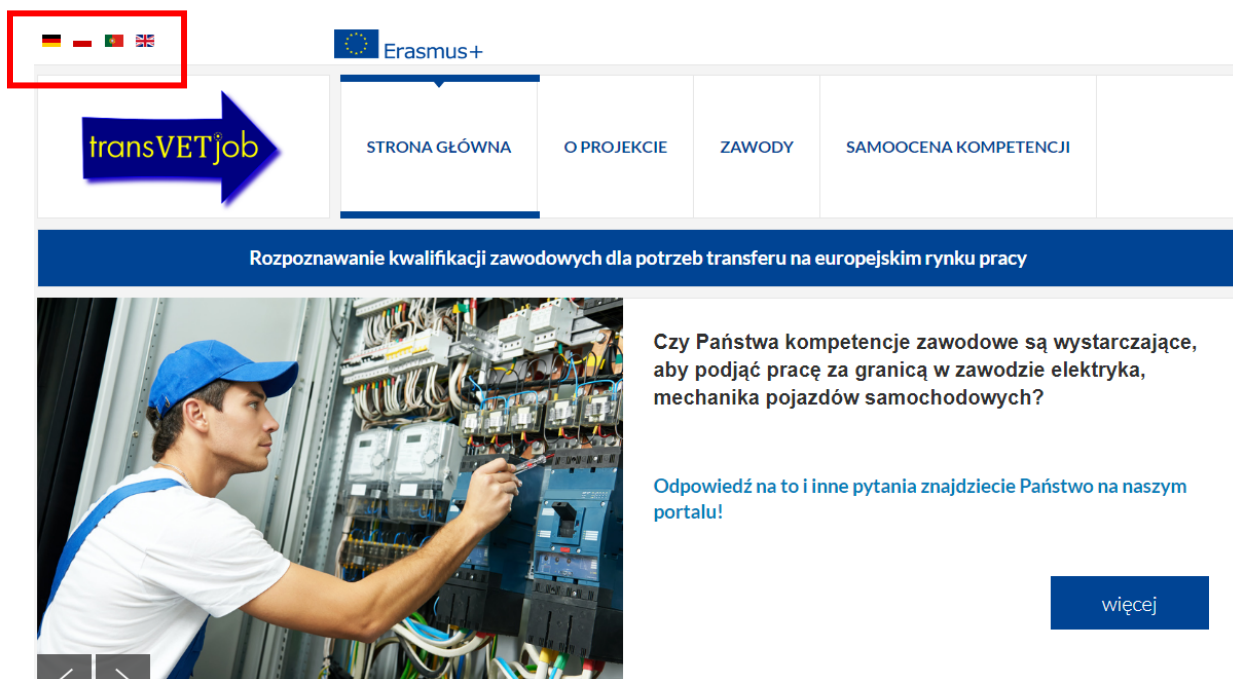 Erasmus+
transVETjob
STRONA GŁÓWNA
O PROJEKCIE
ZAWODY
SAMOOCENA KOMPETENCJI
Rozpoznawanie kwalifikacji zawodowych dla potrzeb transferu na europejskim rynku pracy
Czy Państwa kompetencje zawodowe są wystarczające,
aby podjąć pracę za granicą w zawodzie elektryka,
mechanika pojazdów samochodowych?
Odpowiedź na to i inne pytania znajdziecie Państwo na naszym
portalu!
więcej